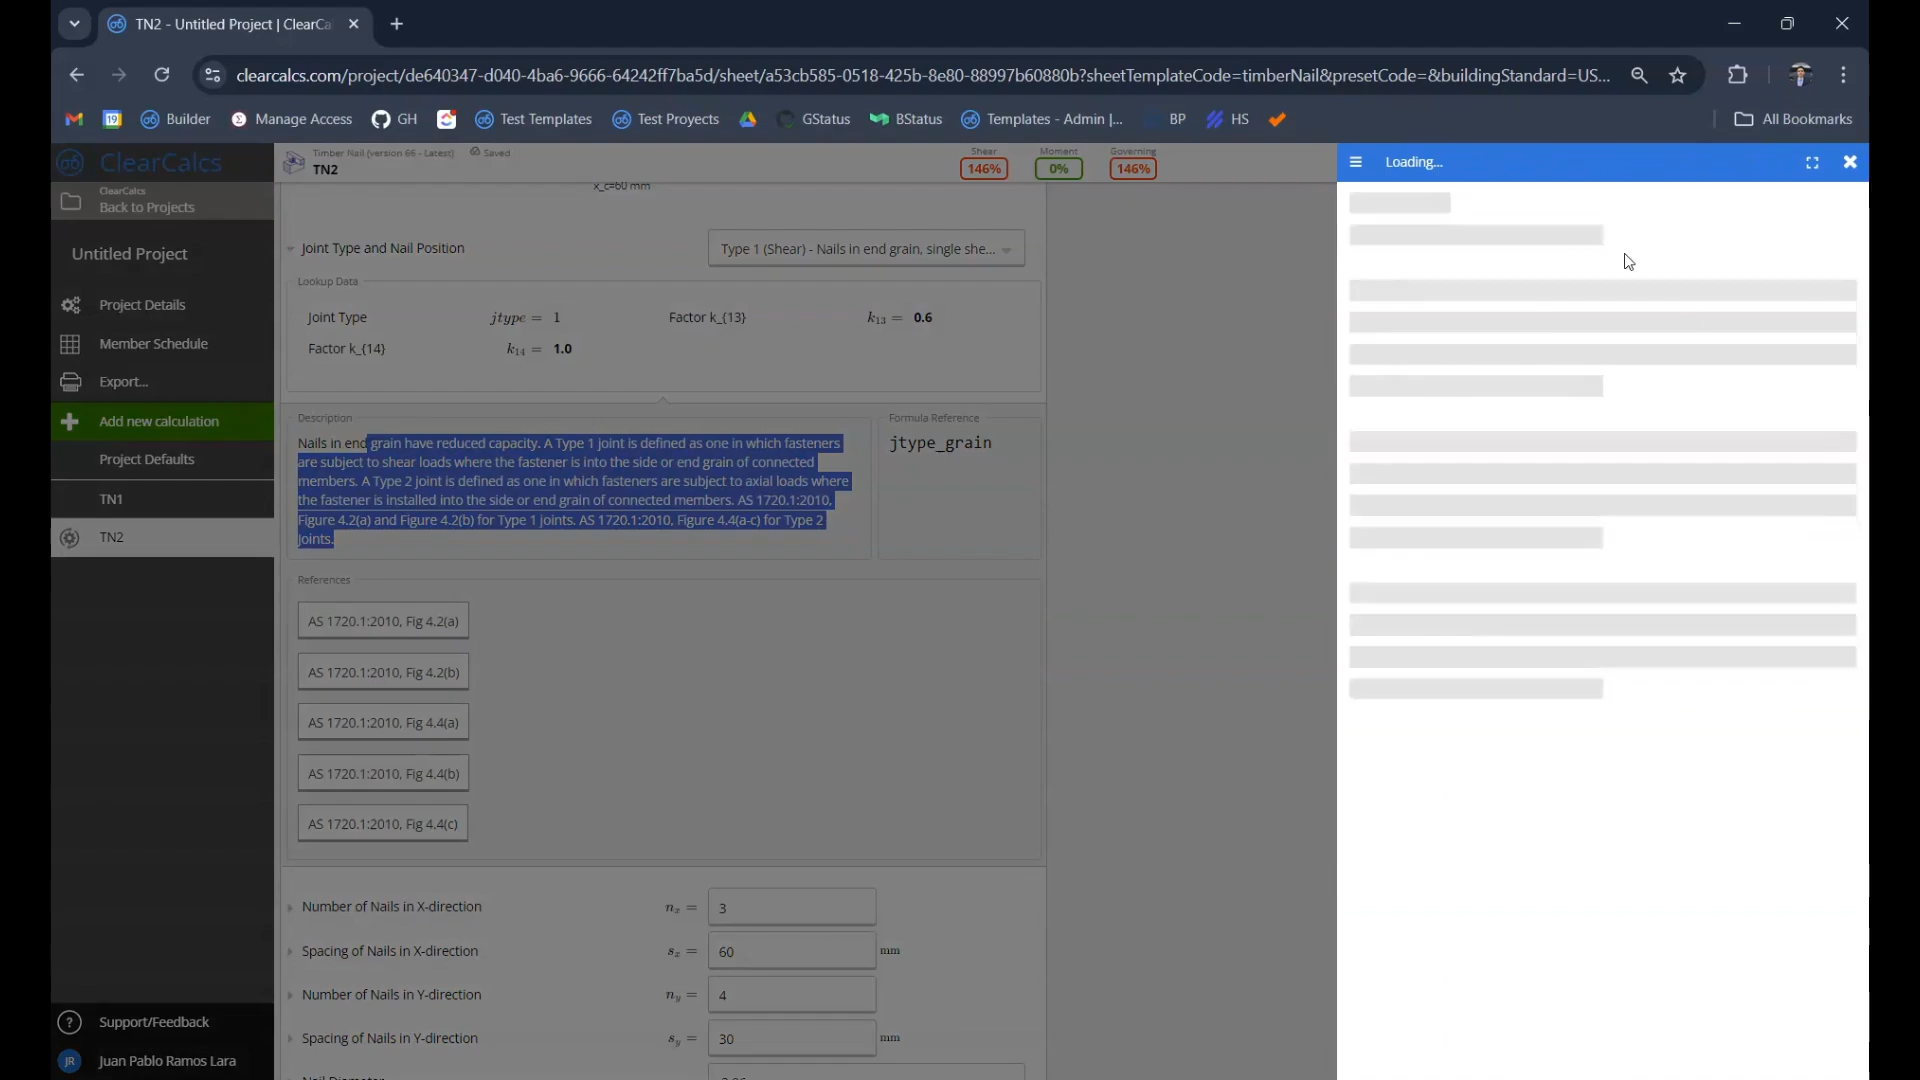 TN2 - Untitled Project | ClearCa
clearcalcs.com/project/de640347-d040-4ba6-9666-64242ff7ba5d/sheet/a53cb585-0518-425b-8e80-88997b60880b?sheetTemplateCode=timberNail&presetCode=&buildingStandard=US...
19
Builder
Manage Access
GH
Test Templates
Test Proyects
GStatus
BStatus
Templates - Admin |...
BP
HS
All Bookmarks
ClearCalcs
ClearCalcs
Back to Projects
Untitled Project
Project Details
Member Schedule
Export...
Add new calculation
Project Defaults
TN1
TN2
Support/Feedback
JR Juan Pablo Ramos Lara
Timber Nail (version 66 - Latest)
Saved
TN2
Shear
146%
Moment
0%
Governing
146%
x_c=60 mm
Joint Type and Nail Position
Type 1 (Shear) - Nails in end grain, single she...
Lookup Data
Joint Type jtype = 1
Factor k_{13} k13 = 0.6
Factor k_{14} k14 = 1.0
Description
Nails in end grain have reduced capacity. A Type 1 joint is defined as one in which fasteners
are subject to shear loads where the fastener is into the side or end grain of connected
members. A Type 2 joint is defined as one in which fasteners are subject to axial loads where
the fastener is installed into the side or end grain of connected members. AS 1720.1:2010,
Figure 4.2(a) and Figure 4.2(b) for Type 1 joints. AS 1720.1:2010, Figure 4.4(a-c) for Type 2
Joints.
Formula Reference
jtype_grain
References
AS 1720.1:2010, Fig 4.2(a)
AS 1720.1:2010, Fig 4.2(b)
AS 1720.1:2010, Fig 4.4(a)
AS 1720.1:2010, Fig 4.4(b)
AS 1720.1:2010, Fig 4.4(c)
Number of Nails in X-direction nx = 3
Spacing of Nails in X-direction sx = 60 mm
Number of Nails in Y-direction ny = 4
Spacing of Nails in Y-direction sy = 30 mm
Loading...